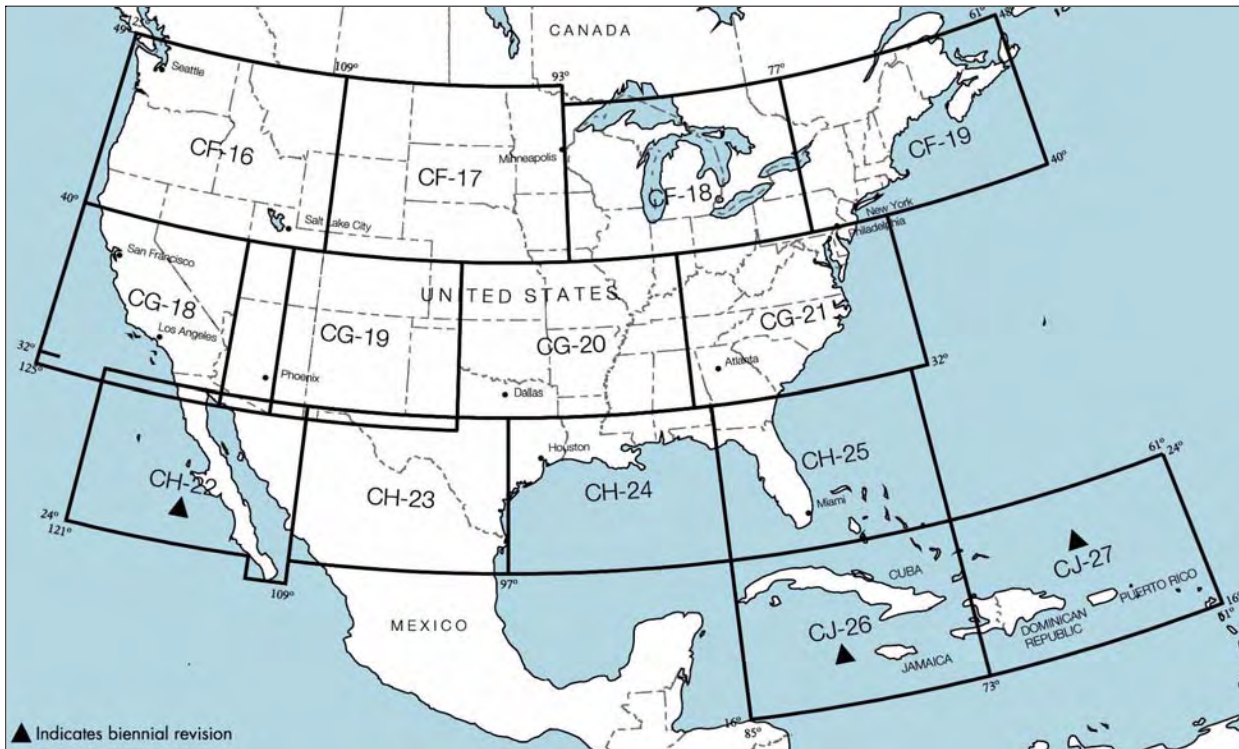 CANADA
125°
49°
109°
93°
77°
61°
48°
Seattle
Minneapolis
CF-16
CF-17
CF-18
CF-19
40°
40°
Salt Lake City
New York
Philadelphia
San Francisco
UNITED STATES
CG-18
CG-19
CG-20
CG-21
Los Angeles
Phoenix
Atlanta
Dallas
32°
125°
32°
Houston
CH-22
CH-23
CH-24
CH-25
Miami
61°
24°
24°
121°
109°
97°
CUBA
CJ-27
PUERTO RICO
MEXICO
CJ-26
DOMINICAN
REPUBLIC
JAMAICA
16°
61°
73°
16°
85°
Indicates biennial revision